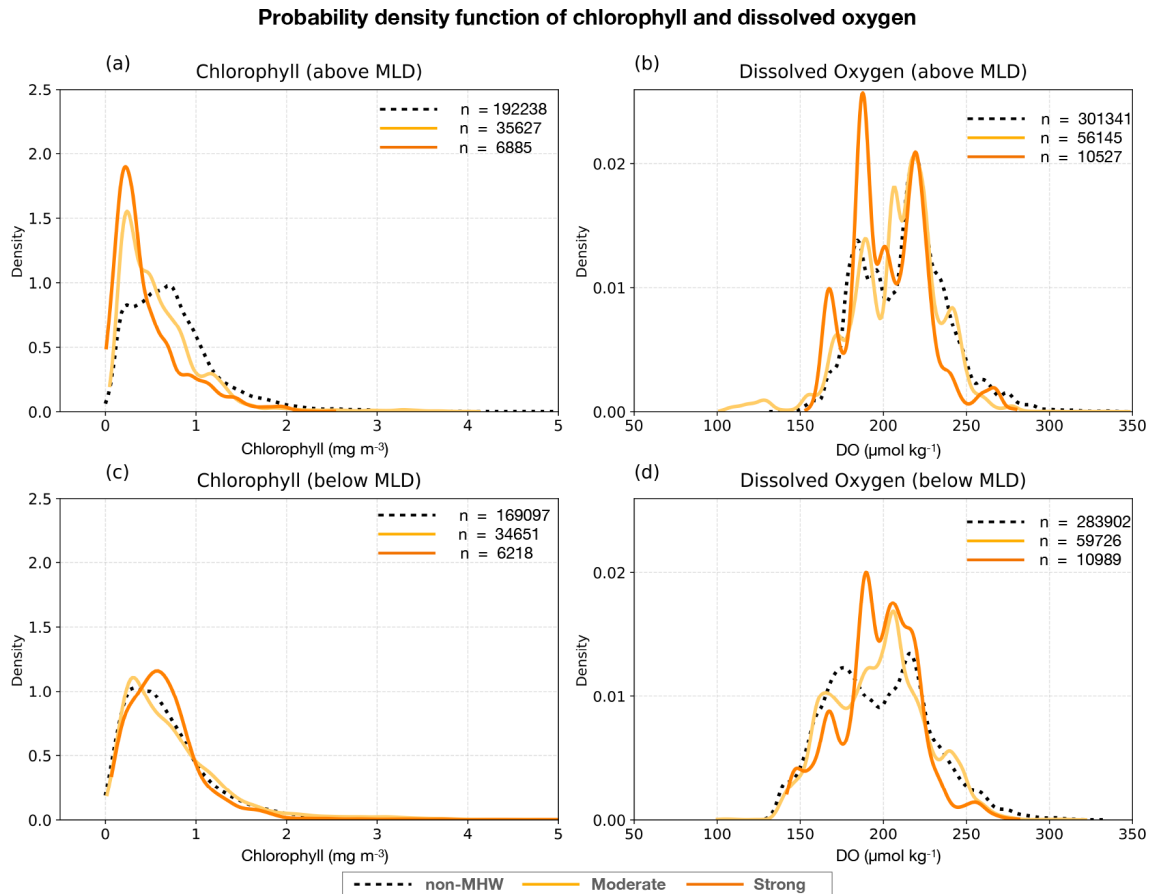 Probability density function of chlorophyll and dissolved oxygen
(a)
Chlorophyll (above MLD)
2.5
2.0
1.5
1.0
0.5
0.0
Density
0 1 2 3 4 5
Chlorophyll (mg m⁻³)
n = 192238
n = 35627
n = 6885
(b)
Dissolved Oxygen (above MLD)
0.02
0.01
0.00
Density
50 100 150 200 250 300 350
DO (μmol kg⁻¹)
n = 301341
n = 56145
n = 10527
(c)
Chlorophyll (below MLD)
2.5
2.0
1.5
1.0
0.5
0.0
Density
0 1 2 3 4 5
Chlorophyll (mg m⁻³)
n = 169097
n = 34651
n = 6218
(d)
Dissolved Oxygen (below MLD)
0.02
0.01
0.00
Density
50 100 150 200 250 300 350
DO (μmol kg⁻¹)
n = 283902
n = 59726
n = 10989
non-MHW Moderate Strong